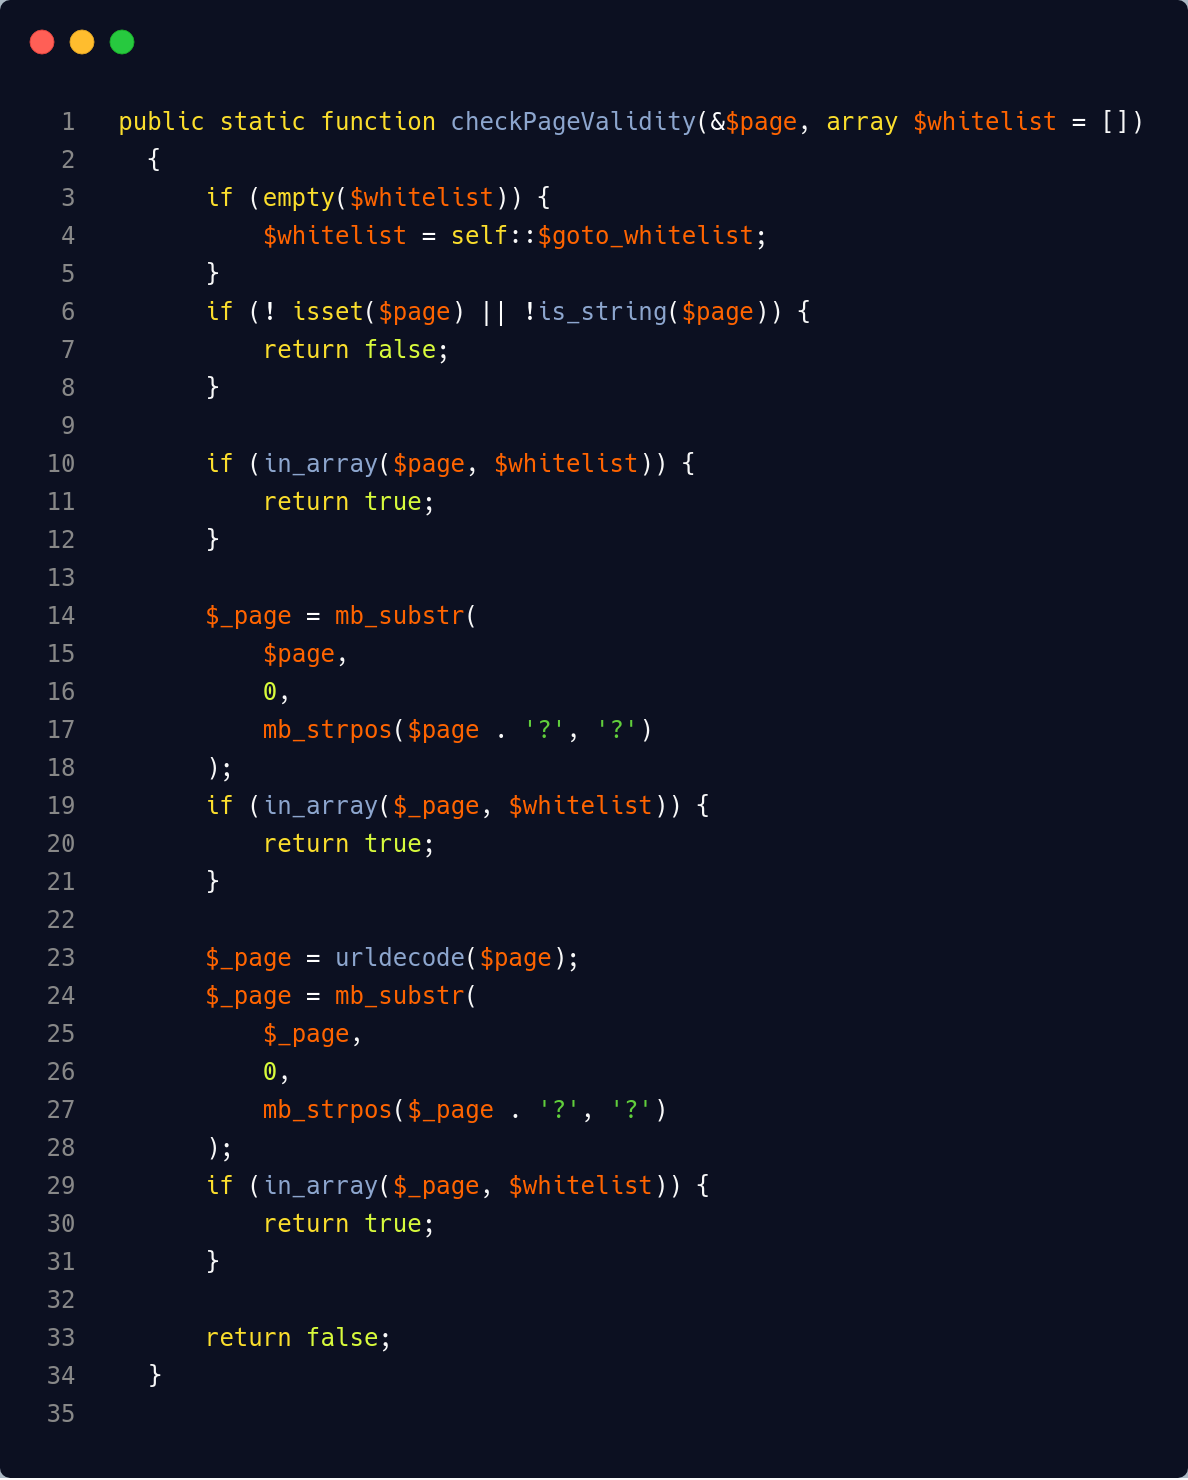 1 public static function checkPageValidity(&$page, array $whitelist = [])
2 {
3 if (empty($whitelist)) {
4 $whitelist = self::$goto_whitelist;
5 }
6 if (! isset($page) || !is_string($page)) {
7 return false;
8 }
9
10 if (in_array($page, $whitelist)) {
11 return true;
12 }
13
14 $_page = mb_substr(
15 $page,
16 0,
17 mb_strpos($page . '?', '?')
18 );
19 if (in_array($_page, $whitelist)) {
20 return true;
21 }
22
23 $_page = urldecode($page);
24 $_page = mb_substr(
25 $_page,
26 0,
27 mb_strpos($_page . '?', '?')
28 );
29 if (in_array($_page, $whitelist)) {
30 return true;
31 }
32
33 return false;
34 }
35